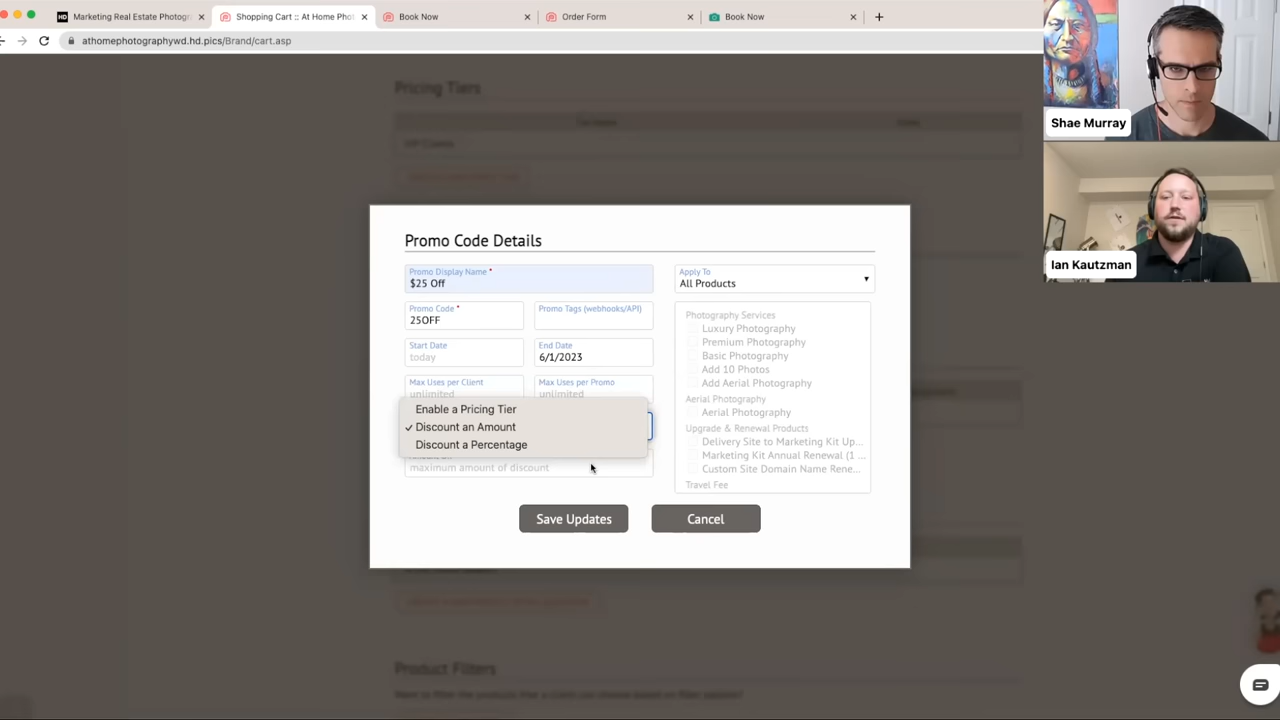 Marketing Real Estate Photog
Shopping Cart :: At Home Pho
Book Now
Order Form
Book Now
athomephotographywd.hd.pics/Brand/cart.asp
Pricing Tiers
Shae Murray
Ian Kautzman
Promo Code Details
Promo Display Name *
$25 Off
Apply To
All Products
Promo Code *
25OFF
Promo Tags (webhooks/API)
Start Date
today
End Date
6/1/2023
Max Uses per Client
unlimited
Max Uses per Promo
unlimited
Enable a Pricing Tier
Discount an Amount
Discount a Percentage
maximum amount of discount
Photography Services
Luxury Photography
Premium Photography
Basic Photography
Add 10 Photos
Add Aerial Photography
Aerial Photography
Aerial Photography
Upgrade & Renewal Products
Delivery Site to Marketing Kit Up...
Marketing Kit Annual Renewal (1 ...
Custom Site Domain Name Rene...
Travel Fee
Save Updates
Cancel
Product Filters